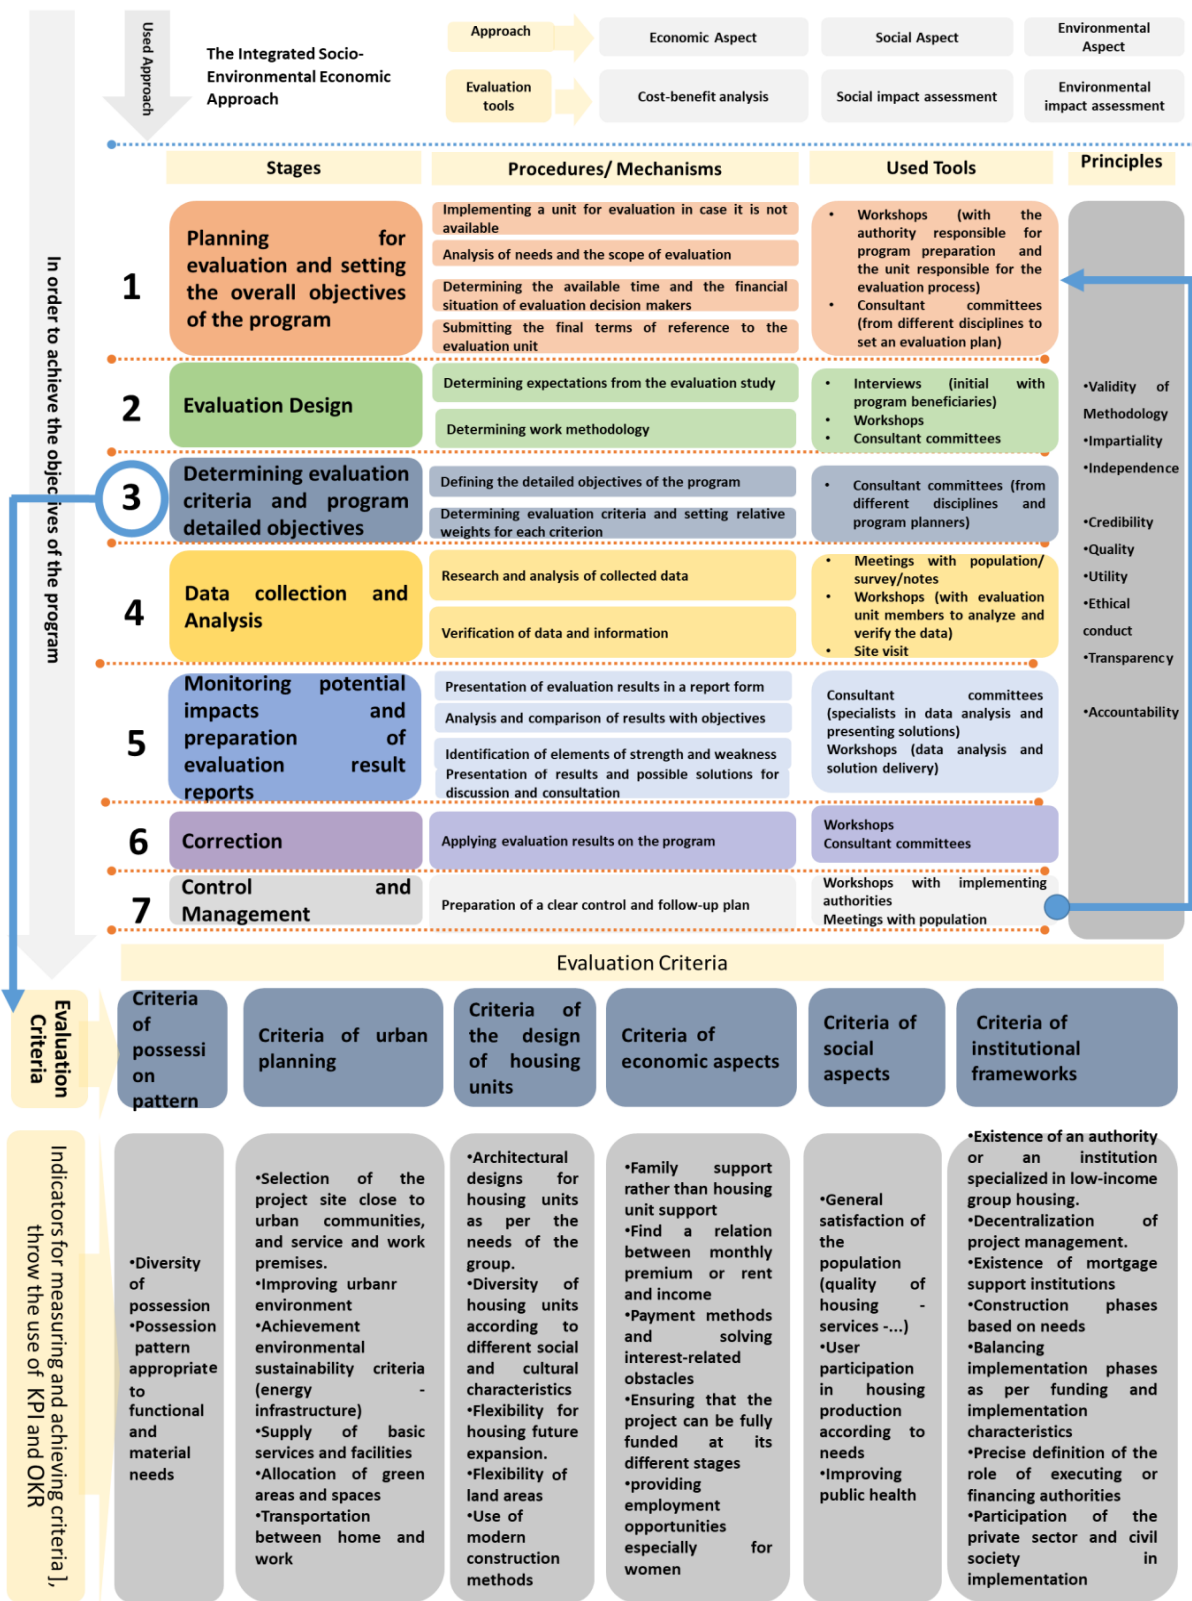 Used Approach
The Integrated Socio-
Environmental Economic
Approach
Approach
Economic Aspect
Social Aspect
Environmental
Aspect
Evaluation
tools
Cost-benefit analysis
Social impact assessment
Environmental
impact assessment
In order to achieve the objectives of the program
Stages
Procedures/ Mechanisms
Used Tools
Principles
1
Planning for
evaluation and setting
the overall objectives
of the program
Implementing a unit for evaluation in case it is not
available
Analysis of needs and the scope of evaluation
Determining the available time and the financial
situation of evaluation decision makers
Submitting the final terms of reference to the
evaluation unit
• Workshops (with the
authority responsible for
program preparation and
the unit responsible for the
evaluation process)
• Consultant committees
(from different disciplines to
set an evaluation plan)
2
Evaluation Design
Determining expectations from the evaluation study
Determining work methodology
• Interviews (initial with
program beneficiaries)
• Workshops
• Consultant committees
3
Determining evaluation
criteria and program
detailed objectives
Defining the detailed objectives of the program
Determining evaluation criteria and setting relative
weights for each criterion
• Consultant committees (from
different disciplines and
program planners)
4
Data collection and
Analysis
Research and analysis of collected data
Verification of data and information
• Meetings with population/
survey/notes
• Workshops (with evaluation
unit members to analyze and
verify the data)
• Site visit
5
Monitoring potential
impacts and
preparation of
evaluation result
reports
Presentation of evaluation results in a report form
Analysis and comparison of results with objectives
Identification of elements of strength and weakness
Presentation of results and possible solutions for
discussion and consultation
Consultant committees
(specialists in data analysis and
presenting solutions)
Workshops (data analysis and
solution delivery)
6
Correction
Applying evaluation results on the program
Workshops
Consultant committees
7
Control and
Management
Preparation of a clear control and follow-up plan
Workshops with implementing
authorities
Meetings with population
•Validity of
Methodology
•Impartiality
•Independence
•Credibility
•Quality
•Utility
•Ethical
conduct
•Transparency
•Accountability
Evaluation Criteria
Evaluation
Criteria
Criteria
of
possessi
on
pattern
Criteria of urban
planning
Criteria of
the design
of housing
units
Criteria of
economic aspects
Criteria of
social
aspects
Criteria of
institutional
frameworks
Indicators for measuring and achieving criteria ],
throw the use of KPI and OKR
•Diversity
of
possession
•Possession
pattern
appropriate
to
functional
and
material
needs
•Selection of the
project site close to
urban communities,
and service and work
premises.
•Improving urbanr
environment
•Achievement
environmental
sustainability criteria
(energy -
infrastructure)
•Supply of basic
services and facilities
•Allocation of green
areas and spaces
•Transportation
between home and
work
•Architectural
designs for
housing units
as per the
needs of the
group.
•Diversity of
housing units
according to
different social
and cultural
characteristics
•Flexibility for
housing future
expansion.
•Flexibility of
land areas
•Use of
modern
construction
methods
•Family support
rather than housing
unit support
•Find a relation
between monthly
premium or rent
and income
•Payment methods
and solving
interest-related
obstacles
•Ensuring that the
project can be fully
funded at its
different stages
•providing
employment
opportunities
especially for
women
•General
satisfaction of
the
population
(quality of
housing -
services -...)
•User
participation
in housing
production
according to
needs
•Improving
public health
•Existence of an authority
or an institution
specialized in low-income
group housing.
•Decentralization of
project management.
•Existence of mortgage
support institutions
•Construction phases
based on needs
•Balancing
implementation phases
as per funding and
implementation
characteristics
•Precise definition of the
role of executing or
financing authorities
•Participation of the
private sector and civil
society in
implementation